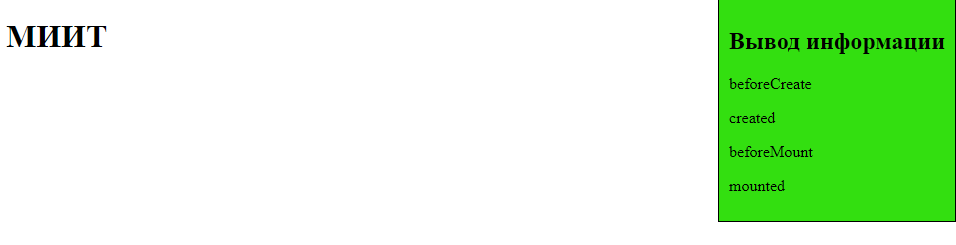 МИИТ
Вывод информации
beforeCreate
created
beforeMount
mounted